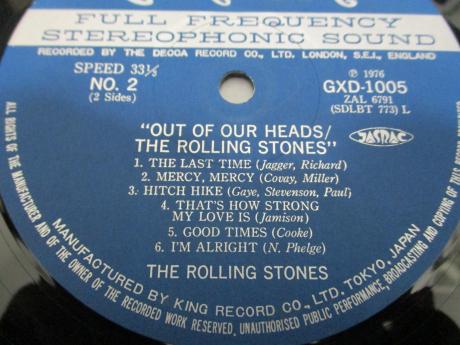 FULL FREQUENCY
STEREOPHONIC SOUND
RECORDED BY THE DECCA RECORD CO., LTD. LONDON, S.E.I., ENGLAND
SPEED 33⅓
NO. 2
(2 Sides)
℗ 1976
GXD-1005
ZAL 6791
(SDLBT 773) L
JASRAC
"OUT OF OUR HEADS/
THE ROLLING STONES"
1. THE LAST TIME (Jagger, Richard)
2. MERCY, MERCY (Covay, Miller)
3. HITCH HIKE (Gaye, Stevenson, Paul)
4. THAT'S HOW STRONG
MY LOVE IS (Jamison)
5. GOOD TIMES (Cooke)
6. I'M ALRIGHT (N. Phelge)
THE ROLLING STONES
MANUFACTURED BY KING RECORD CO., LTD. TOKYO, JAPAN
ALL RIGHTS OF THE MANUFACTURER AND OF THE OWNER OF THE RECORDED WORK RESERVED, UNAUTHORISED PUBLIC PERFORMANCE, BROADCASTING AND COPYING OF THIS